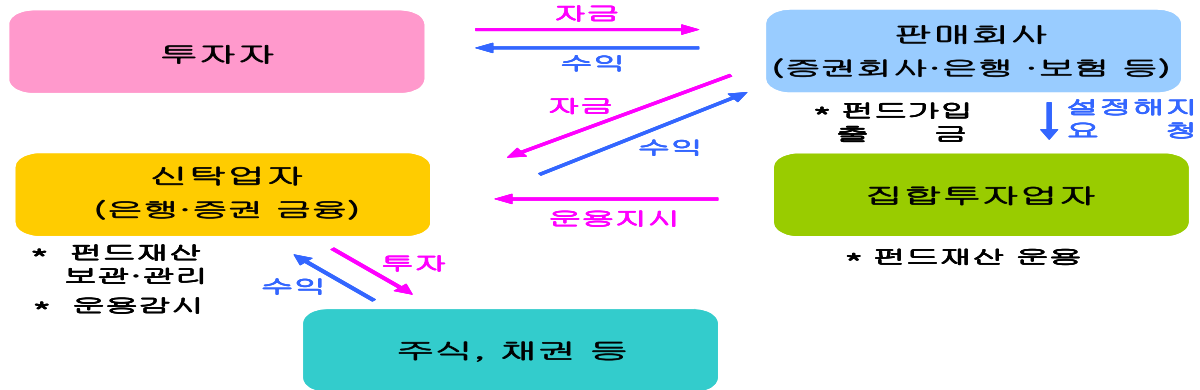 투자자
자금
수익
판매회사
(증권회사·은행 ·보험 등)
자금
수익
* 펀드가입
출 금
설정해지
요 청
신탁업자
(은행·증권 금융)
운용지시
집합투자업자
* 펀드재산
보관·관리
* 운용감시
수익
투자
* 펀드재산 운용
주식, 채권 등